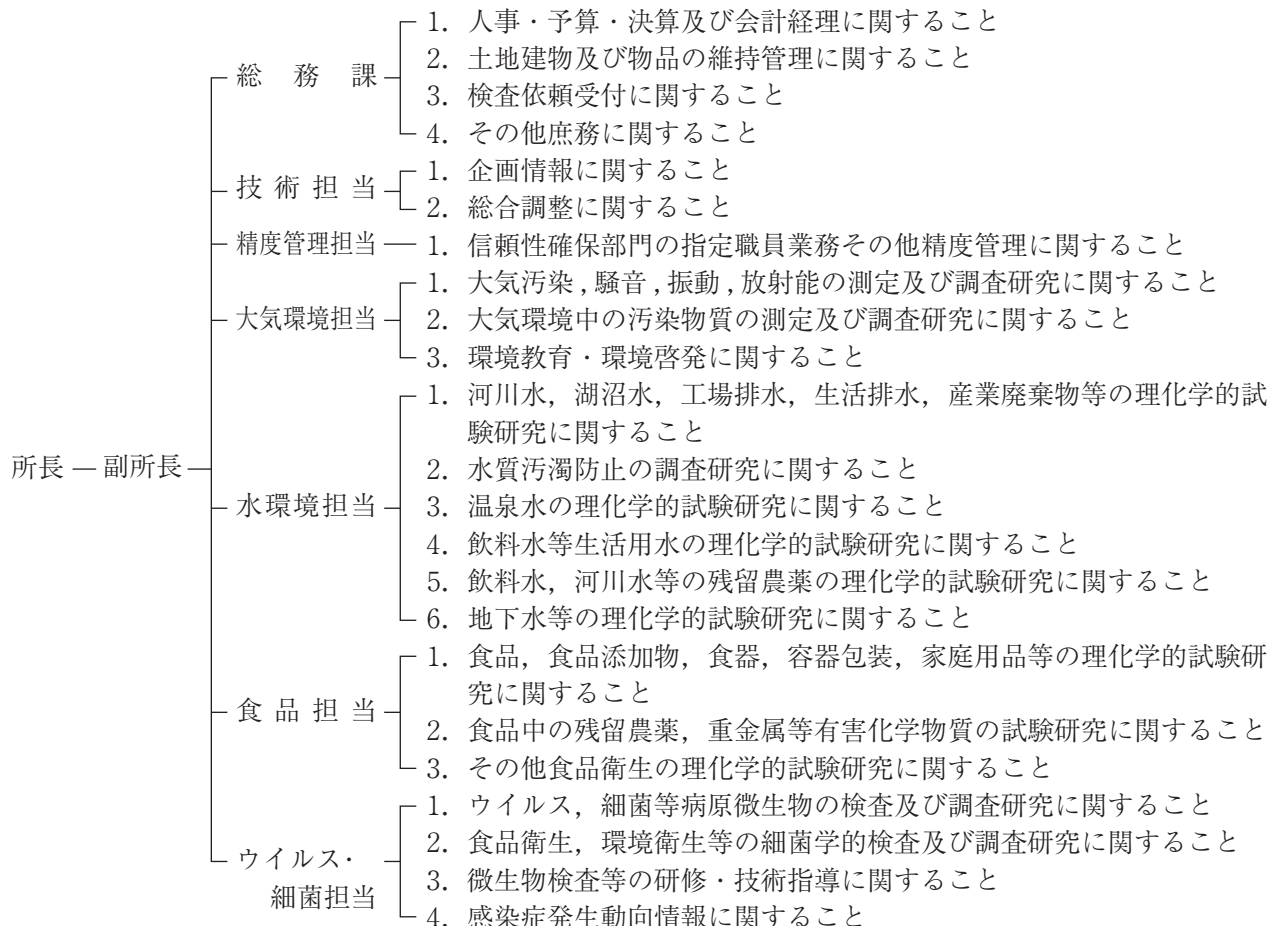 所長 ― 副所長
総務課
1. 人事・予算・決算及び会計経理に関すること
2. 土地建物及び物品の維持管理に関すること
3. 検査依頼受付に関すること
4. その他庶務に関すること
技術担当
1. 企画情報に関すること
2. 総合調整に関すること
精度管理担当
1. 信頼性確保部門の指定職員業務その他精度管理に関すること
大気環境担当
1. 大気汚染,騒音,振動,放射能の測定及び調査研究に関すること
2. 大気環境中の汚染物質の測定及び調査研究に関すること
3. 環境教育・環境啓発に関すること
水環境担当
1. 河川水，湖沼水，工場排水，生活排水，産業廃棄物等の理化学的試
験研究に関すること
2. 水質汚濁防止の調査研究に関すること
3. 温泉水の理化学的試験研究に関すること
4. 飲料水等生活用水の理化学的試験研究に関すること
5. 飲料水，河川水等の残留農薬の理化学的試験研究に関すること
6. 地下水等の理化学的試験研究に関すること
食品担当
1. 食品，食品添加物，食器，容器包装，家庭用品等の理化学的試験研
究に関すること
2. 食品中の残留農薬，重金属等有害化学物質の試験研究に関すること
3. その他食品衛生の理化学的試験研究に関すること
ウイルス・
細菌担当
1. ウイルス，細菌等病原微生物の検査及び調査研究に関すること
2. 食品衛生，環境衛生等の細菌学的検査及び調査研究に関すること
3. 微生物検査等の研修・技術指導に関すること
4. 感染症発生動向情報に関すること